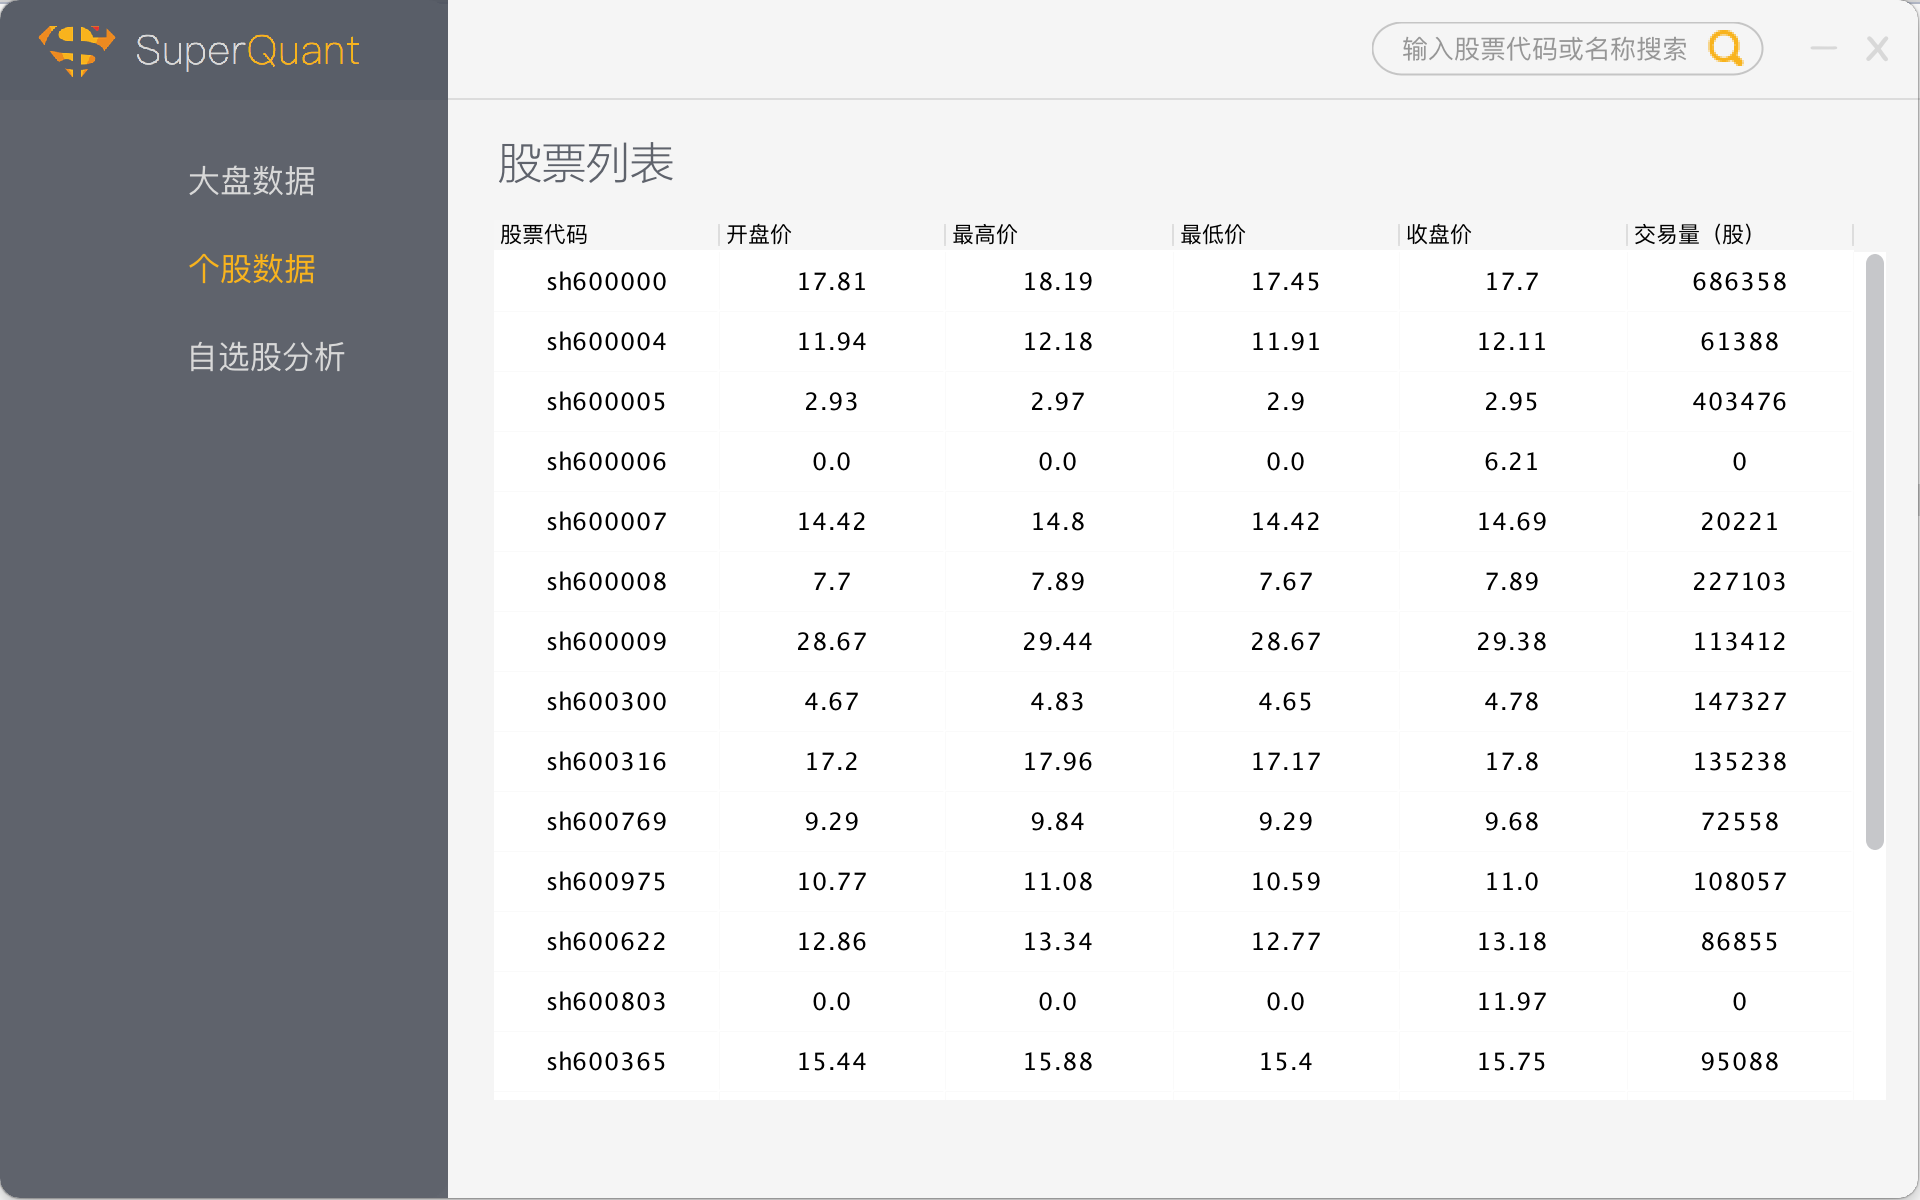 SuperQuant
输入股票代码或名称搜索
大盘数据
个股数据
自选股分析
股票列表
股票代码 开盘价 最高价 最低价 收盘价 交易量（股）
sh600000 17.81 18.19 17.45 17.7 686358
sh600004 11.94 12.18 11.91 12.11 61388
sh600005 2.93 2.97 2.9 2.95 403476
sh600006 0.0 0.0 0.0 6.21 0
sh600007 14.42 14.8 14.42 14.69 20221
sh600008 7.7 7.89 7.67 7.89 227103
sh600009 28.67 29.44 28.67 29.38 113412
sh600300 4.67 4.83 4.65 4.78 147327
sh600316 17.2 17.96 17.17 17.8 135238
sh600769 9.29 9.84 9.29 9.68 72558
sh600975 10.77 11.08 10.59 11.0 108057
sh600622 12.86 13.34 12.77 13.18 86855
sh600803 0.0 0.0 0.0 11.97 0
sh600365 15.44 15.88 15.4 15.75 95088